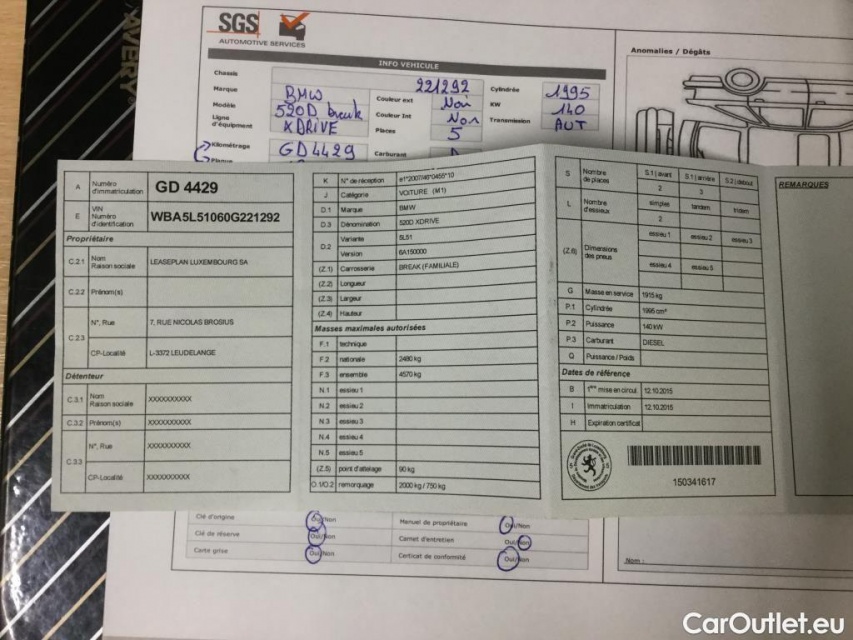 AVERY
SGS
AUTOMOTIVE SERVICES
INFO VEHICULE
Anomalies / Dégâts
Chassis 221292 Cylindrée 1995
Marque BMW Couleur ext Noir KW 140
Modèle 520D break Couleur Int Noir Transmission AUT
Ligne d'équipement XDRIVE Places 5
Kilométrage Carburant D
Plaque GD4429
A Numéro d'immatriculation GD 4429
E VIN Numéro d'identification WBA5L51060G221292
Propriétaire
C.2.1 Nom Raison sociale LEASEPLAN LUXEMBOURG SA
C.2.2 Prénom(s)
C.2.3 N°, Rue 7, RUE NICOLAS BROSIUS
CP-Localité L-3372 LEUDELANGE
Détenteur
C.3.1 Nom Raison sociale XXXXXXXXXX
C.3.2 Prénom(s) XXXXXXXXXX
C.3.3 N°, Rue XXXXXXXXXX
CP-Localité XXXXXXXXXX
K N° de réception e1*2007/46*0455*10
J Catégorie VOITURE (M1)
D.1 Marque BMW
D.3 Dénomination 520D XDRIVE
D.2 Variante 5L51
Version 6A150000
(Z.1) Carrosserie BREAK (FAMILIALE)
(Z.2) Longueur
(Z.3) Largeur
(Z.4) Hauteur
Masses maximales autorisées
F.1 technique
F.2 nationale 2480 kg
F.3 ensemble 4570 kg
N.1 essieu 1
N.2 essieu 2
N.3 essieu 3
N.4 essieu 4
N.5 essieu 5
(Z.5) point d'attelage 90 kg
O.1/O.2 remorquage 2000 kg / 750 kg
S Nombre de places S.1 | avant S.1 | arrière S.2 | debout
2 3
L Nombre d'essieux simples tandem tridem
2
(Z.6) Dimensions des pneus essieu 1 essieu 2 essieu 3
essieu 4 essieu 5
G Masse en service 1915 kg
P.1 Cylindrée 1995 cm³
P.2 Puissance 140 kW
P.3 Carburant DIESEL
Q Puissance / Poids
Dates de référence
B 1ère mise en circul. 12.10.2015
I Immatriculation 12.10.2015
H Expiration certificat
150341617
REMARQUES
Clé d'origine Oui/Non Manuel de propriétaire Oui/Non
Clé de réserve Oui/Non Carnet d'entretien Oui/Non
Carte grise Oui/Non Certicat de conformité Oui/Non
Nom :
CarOutlet.eu